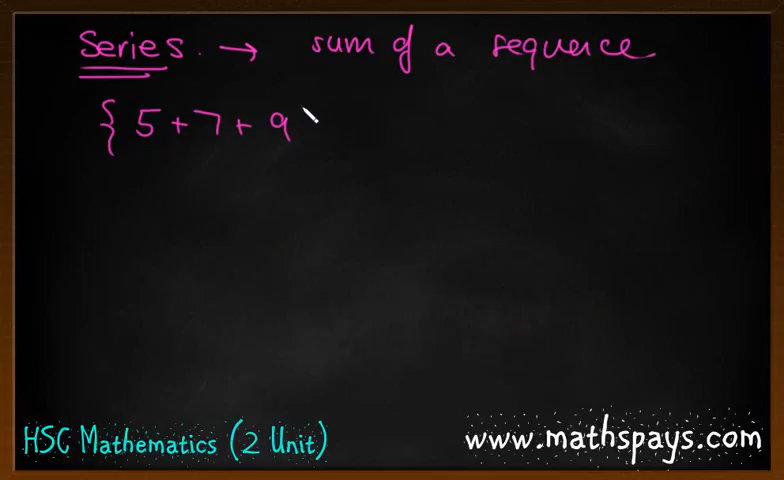 Series. → sum of a sequence
{ 5 + 7 + 9
HSC Mathematics (2 Unit)
www.mathspays.com